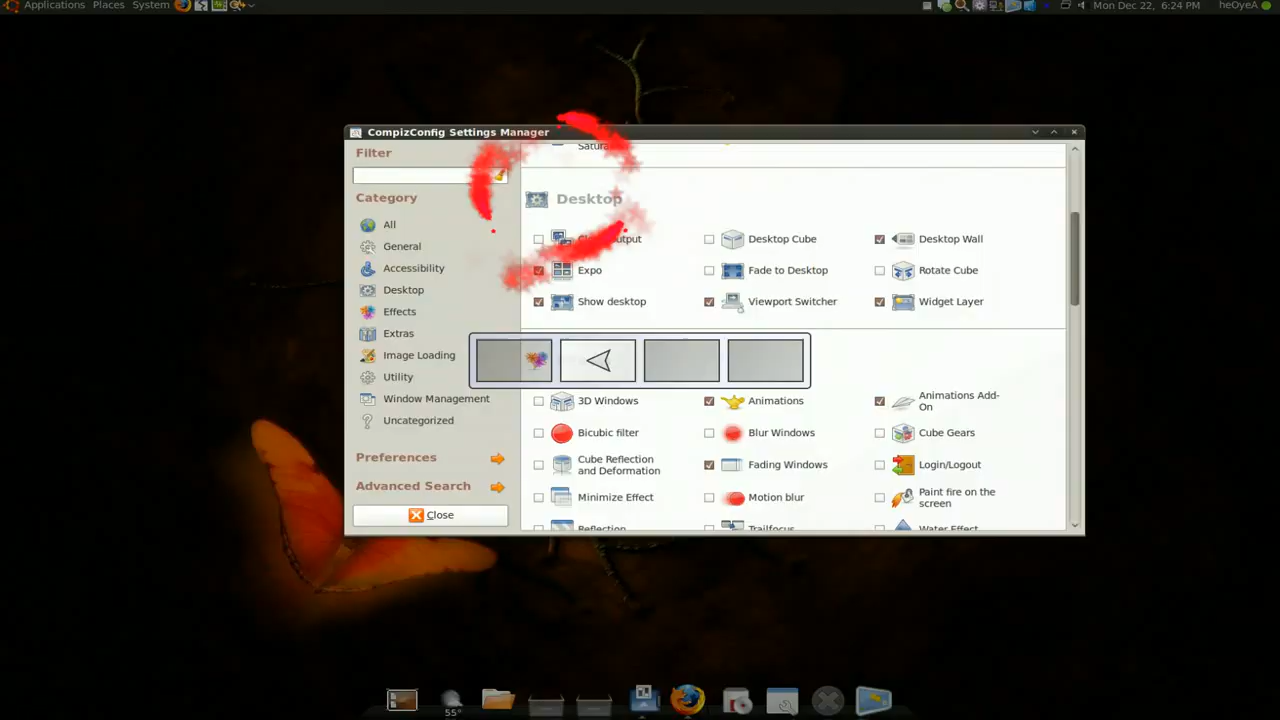 Applications Places System Mon Dec 22, 6:24 PM heOyeA
CompizConfig Settings Manager
Filter
Category
All
General
Accessibility
Desktop
Effects
Extras
Image Loading
Utility
Window Management
Uncategorized
Preferences
Advanced Search
Close
Desktop
Desktop Cube Desktop Wall
Expo Fade to Desktop Rotate Cube
Show desktop Viewport Switcher Widget Layer
3D Windows Animations Animations Add-
On
Bicubic filter Blur Windows Cube Gears
Cube Reflection
and Deformation Fading Windows Login/Logout
Minimize Effect Motion blur Paint fire on the
screen
Reflection Trailfocus Water Effect
55°